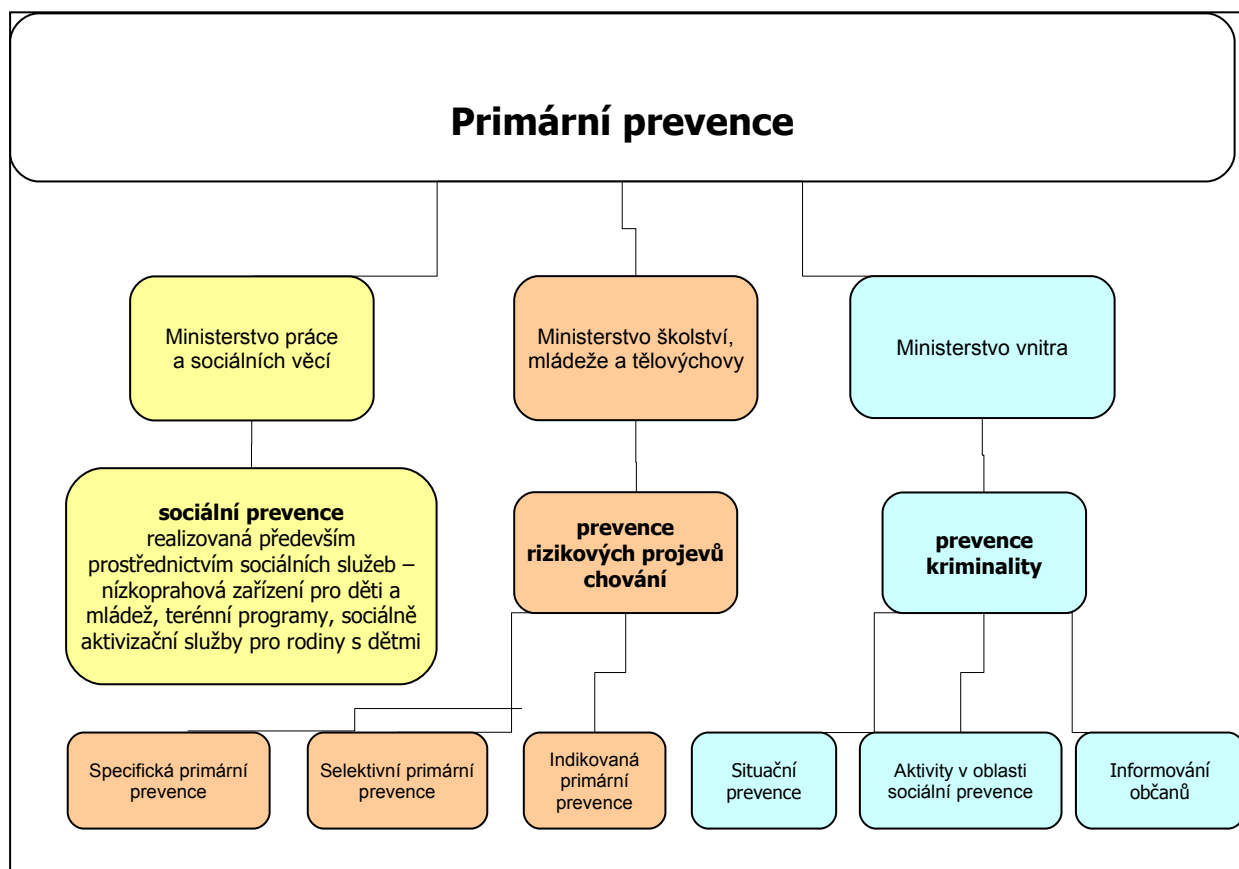 Primární prevence
Ministerstvo práce
a sociálních věcí
Ministerstvo školství,
mládeže a tělovýchovy
Ministerstvo vnitra
sociální prevence
realizovaná především
prostřednictvím sociálních služeb –
nízkoprahová zařízení pro děti a
mládež, terénní programy, sociálně
aktivizační služby pro rodiny s dětmi
prevence
rizikových projevů
chování
prevence
kriminality
Specifická primární
prevence
Selektivní primární
prevence
Indikovaná
primární
prevence
Situační
prevence
Aktivity v oblasti
sociální prevence
Informování
občanů